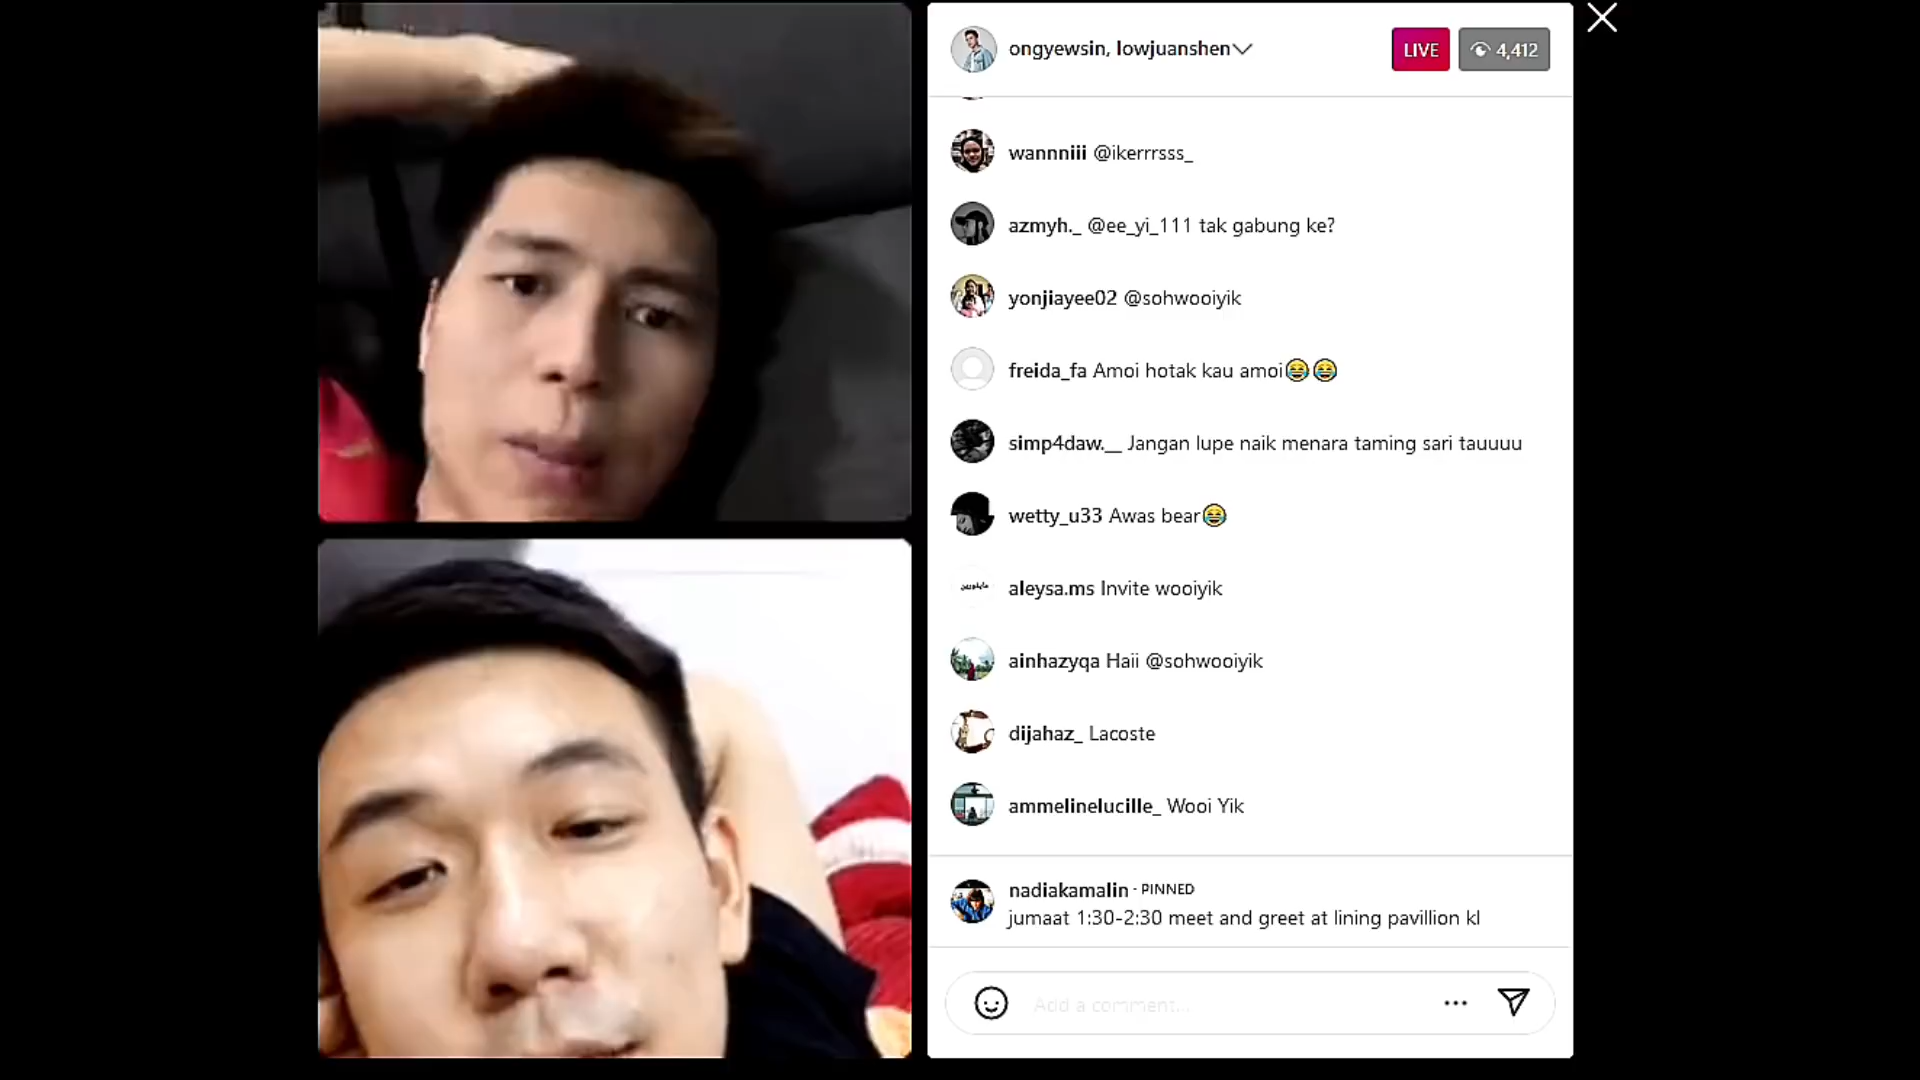 ongyewsin, lowjuanshen
LIVE
4,412
wannniii @ikerrrsss_
azmyh._ @ee_yi_111 tak gabung ke?
yonjiayee02 @sohwooiyik
freida_fa Amoi hotak kau amoi😂😂
simp4daw.__ Jangan lupe naik menara taming sari tauuuu
wetty_u33 Awas bear😂
aleysa.ms Invite wooiyik
ainhazyqa Haii @sohwooiyik
dijahaz_ Lacoste
ammelinelucille_ Wooi Yik
nadiakamalin · PINNED
jumaat 1:30-2:30 meet and greet at lining pavillion kl
Add a comment...